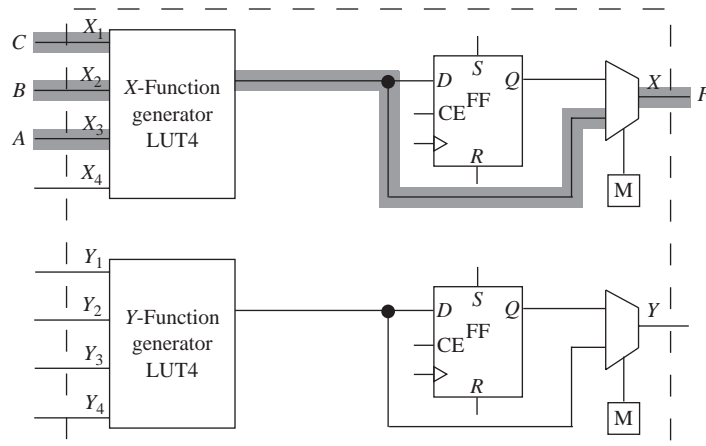 C
X1
B
X2
A
X3
X4
X-Function
generator
LUT4
D
S
Q
CE
FF
R
X
M
Y1
Y2
Y3
Y4
Y-Function
generator
LUT4
D
S
Q
CE
FF
R
Y
M